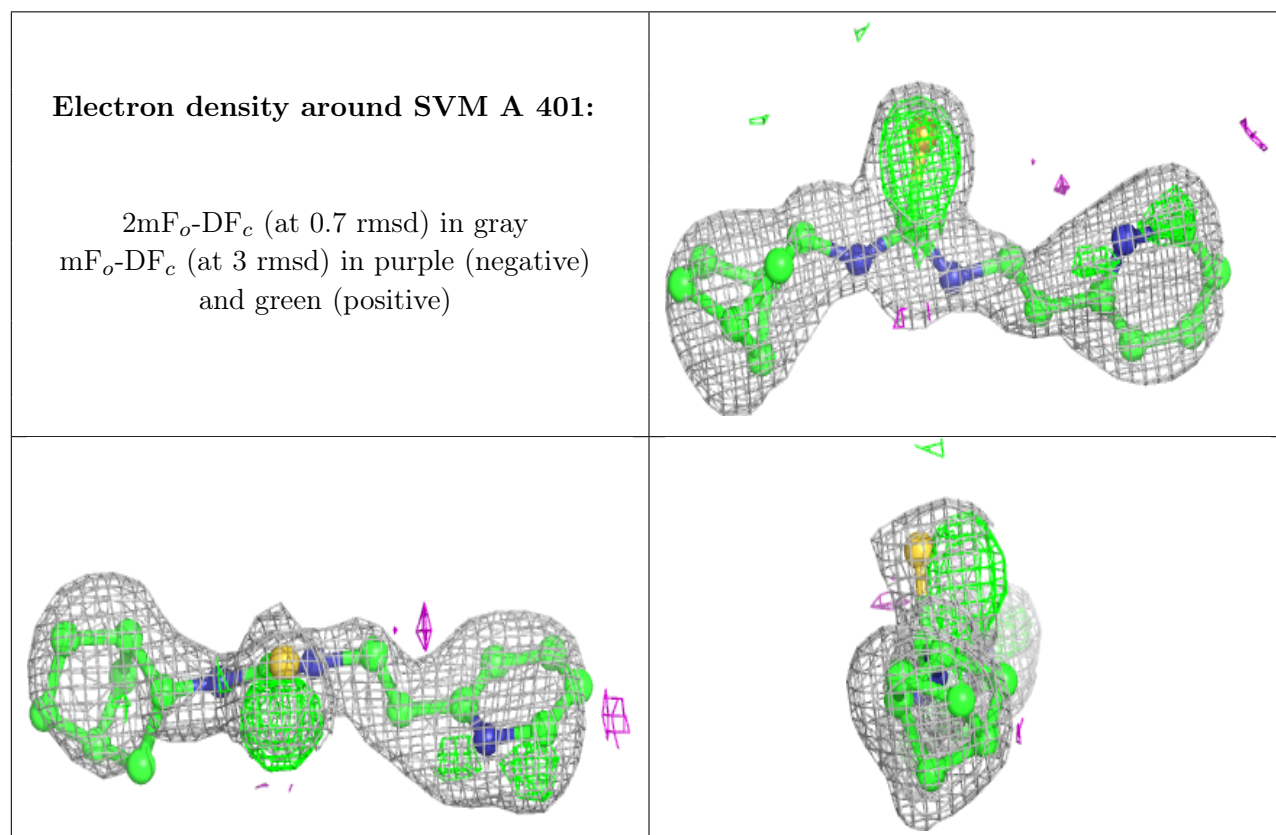 Electron density around SVM A 401:
2mFo-DFc (at 0.7 rmsd) in gray
mFo-DFc (at 3 rmsd) in purple (negative)
and green (positive)